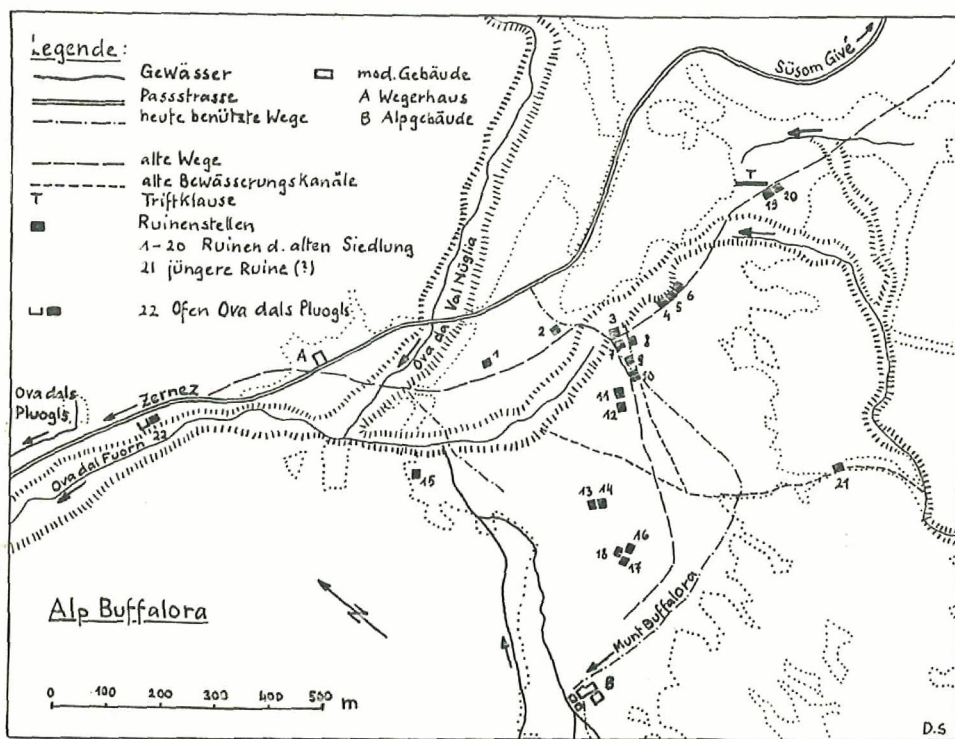 Legende:
Gewässer
Passstrasse
heute benützte Wege
alte Wege
alte Bewässerungskanäle
T Triftklause
Ruinenstellen
1-20 Ruinen d. alten Siedlung
21 jüngere Ruine (?)
22 Ofen Ova dals Pluogls
mod. Gebäude
A Wegerhaus
B Alpgebäude
Süsom Givé
T
19 20
Ova da Val Nüglia
6
5
4
3
2
8
7
1
9
10
A
11
12
Zernez
Ova dals
Pluogls
22
Ova dal Fuorn
15
21
13 14
16
18
17
N
Munt Buffalora
Alp Buffalora
B
0 100 200 300 400 500 m
D.S